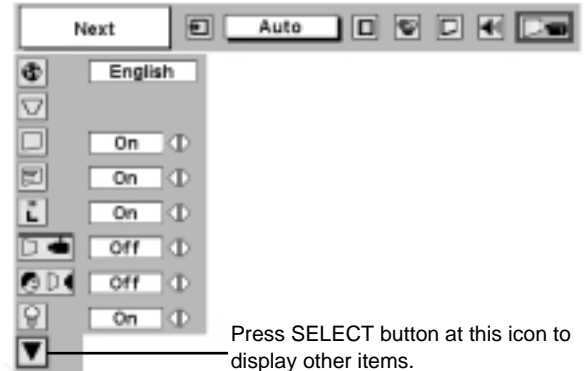 Next
Auto
English
On
On
On
Off
Off
On
Press SELECT button at this icon to
display other items.